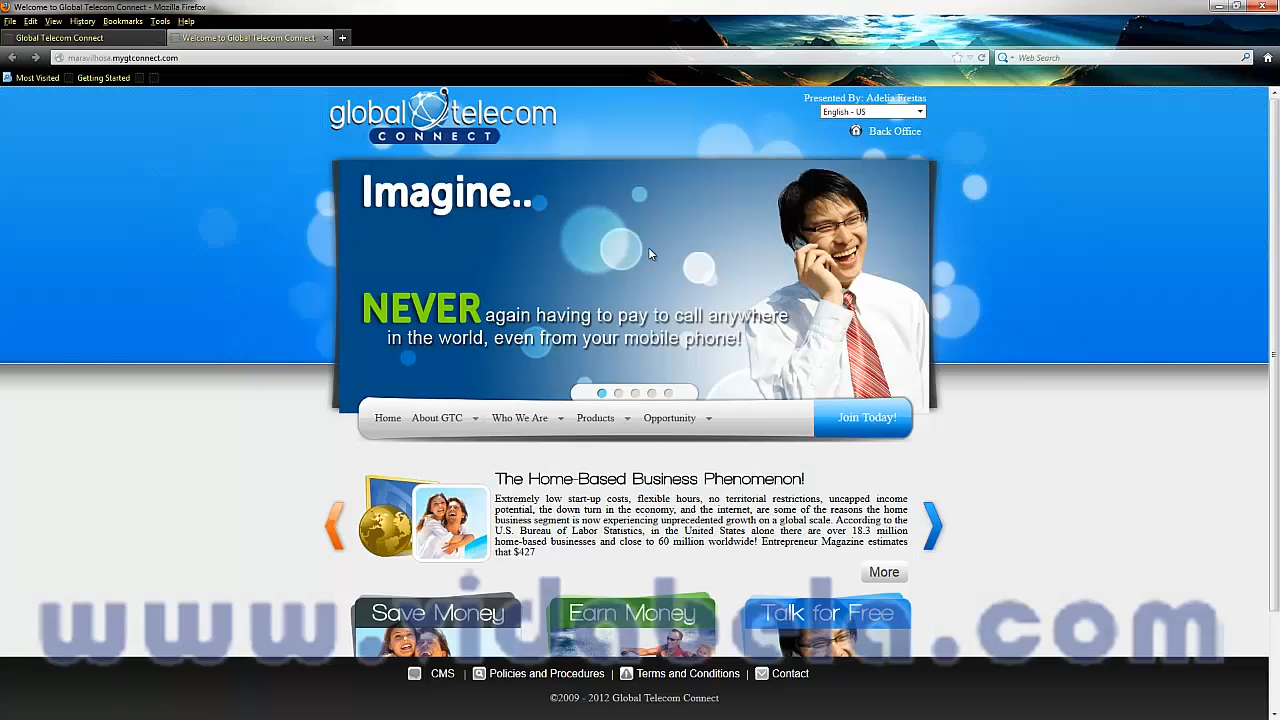 Welcome to Global Telecom Connect - Mozilla Firefox
File Edit View History Bookmarks Tools Help
Global Telecom Connect
Welcome to Global Telecom Connect
maravilhosa.mygtconnect.com
Web Search
Most Visited
Getting Started
global telecom
CONNECT
Presented By: Adelia Freitas
English - US
Back Office
Imagine..
NEVER again having to pay to call anywhere
in the world, even from your mobile phone!
Home About GTC Who We Are Products Opportunity Join Today!
The Home-Based Business Phenomenon!
Extremely low start-up costs, flexible hours, no territorial restrictions, uncapped income
potential, the down turn in the economy, and the internet, are some of the reasons the home
business segment is now experiencing unprecedented growth on a global scale. According to the
U.S. Bureau of Labor Statistics, in the United States alone there are over 18.3 million
home-based businesses and close to 60 million worldwide! Entrepreneur Magazine estimates
that $427
More
Save Money
Earn Money
Talk for Free
CMS | Policies and Procedures | Terms and Conditions | Contact
©2009 - 2012 Global Telecom Connect